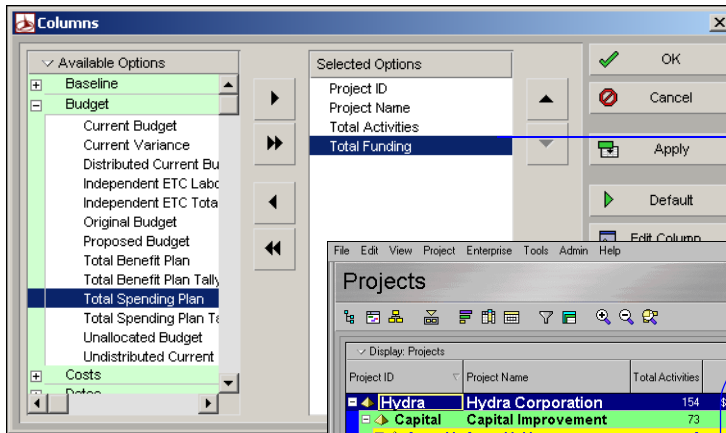 Columns
Available Options
Baseline
Budget
Current Budget
Current Variance
Distributed Current Bu
Independent ETC Labo
Independent ETC Tota
Original Budget
Proposed Budget
Total Benefit Plan
Total Benefit Plan Tally
Total Spending Plan
Total Spending Plan Ta
Unallocated Budget
Undistributed Current
Costs
Dates
Selected Options
Project ID
Project Name
Total Activities
Total Funding
OK
Cancel
Apply
Default
Edit Column
File Edit View Project Enterprise Tools Admin Help
Projects
Display: Projects
Project ID Project Name Total Activities
Hydra Hydra Corporation 154 $
Capital Capital Improvement 73